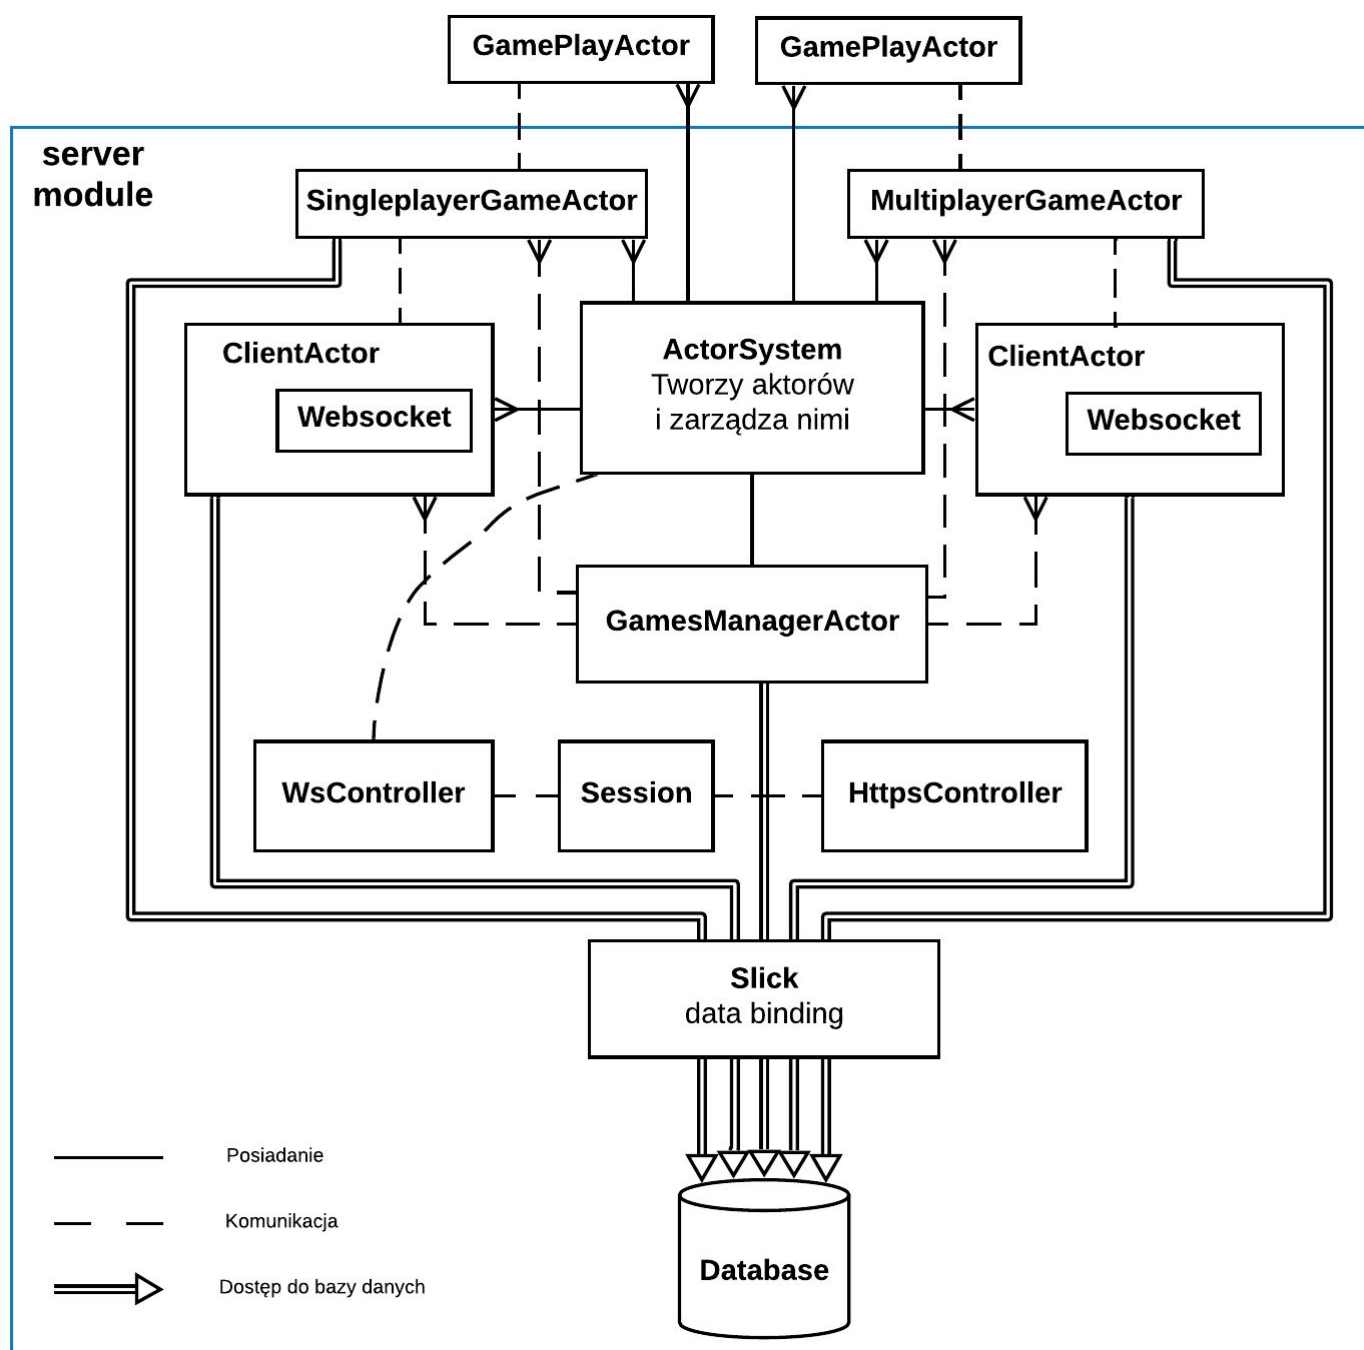 GamePlayActor
GamePlayActor
server
module
SingleplayerGameActor
MultiplayerGameActor
ClientActor
Websocket
ActorSystem
Tworzy aktorów
i zarządza nimi
ClientActor
Websocket
GamesManagerActor
WsController
Session
HttpsController
Slick
data binding
Posiadanie
Komunikacja
Dostęp do bazy danych
Database